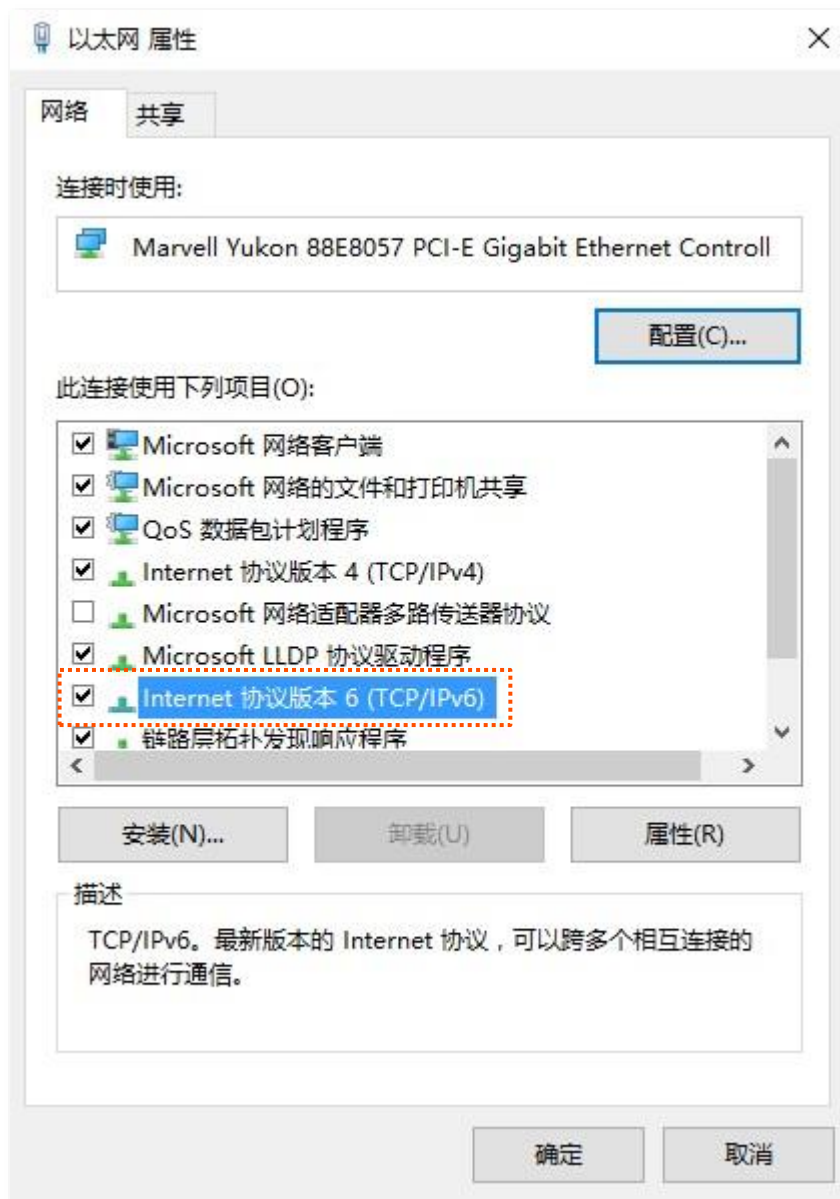 以太网 属性
网络
共享
连接时使用:
Marvell Yukon 88E8057 PCI-E Gigabit Ethernet Controll
配置(C)...
此连接使用下列项目(O):
Microsoft 网络客户端
Microsoft 网络的文件和打印机共享
QoS 数据包计划程序
Internet 协议版本 4 (TCP/IPv4)
Microsoft 网络适配器多路传送器协议
Microsoft LLDP 协议驱动程序
Internet 协议版本 6 (TCP/IPv6)
链路层拓扑发现响应程序
安装(N)...
卸载(U)
属性(R)
描述
TCP/IPv6。最新版本的 Internet 协议，可以跨多个相互连接的
网络进行通信。
确定
取消